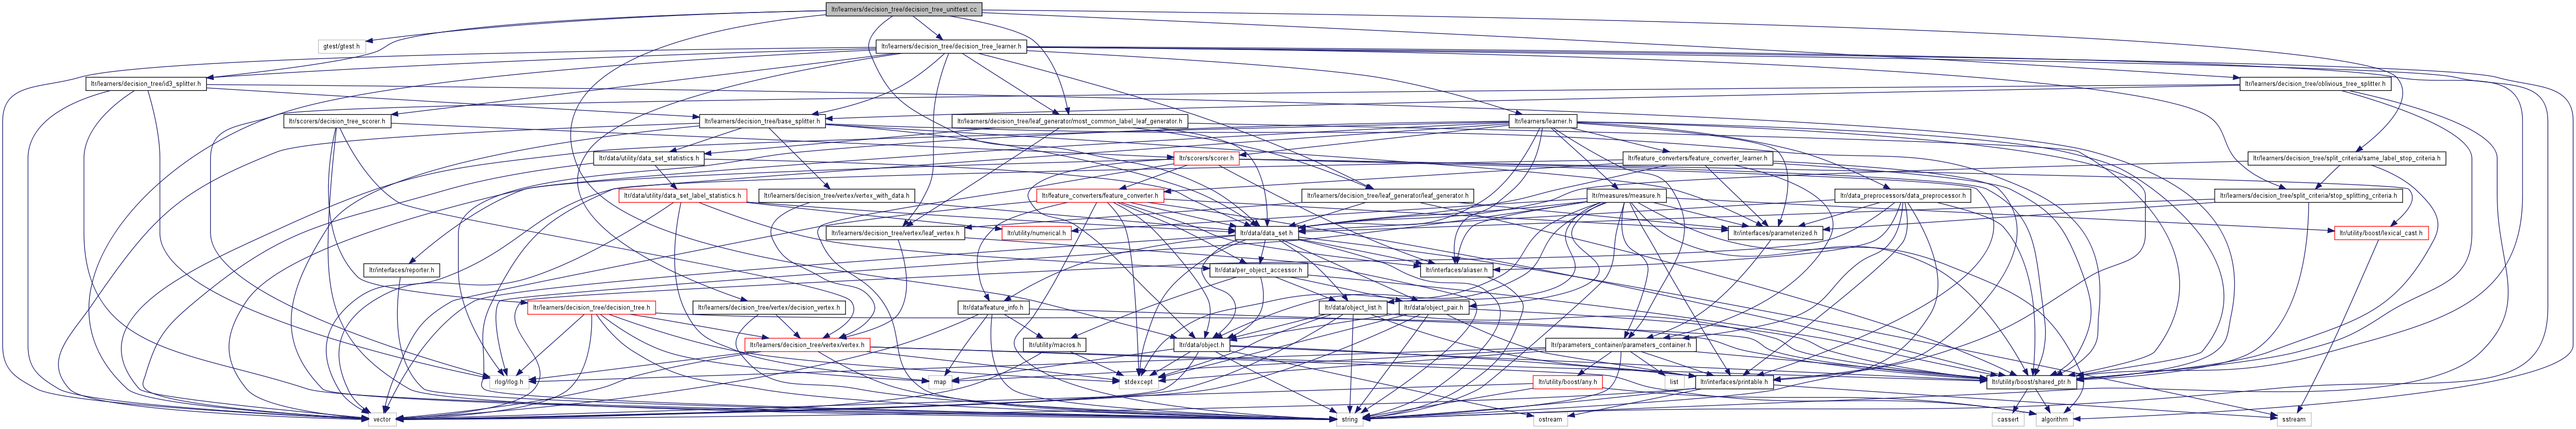 ltr/learners/decision_tree/decision_tree_unittest.cc
gtest/gtest.h
ltr/learners/decision_tree/decision_tree_learner.h
ltr/learners/decision_tree/id3_splitter.h
ltr/learners/decision_tree/oblivious_tree_splitter.h
ltr/scorers/decision_tree_scorer.h
ltr/learners/decision_tree/base_splitter.h
ltr/learners/decision_tree/leaf_generator/most_common_label_leaf_generator.h
ltr/learners/learner.h
ltr/data/utility/data_set_statistics.h
ltr/scorers/scorer.h
ltr/feature_converters/feature_converter_learner.h
ltr/learners/decision_tree/split_criteria/same_label_stop_criteria.h
ltr/data/utility/data_set_label_statistics.h
ltr/learners/decision_tree/vertex/vertex_with_data.h
ltr/feature_converters/feature_converter.h
ltr/learners/decision_tree/leaf_generator/leaf_generator.h
ltr/measures/measure.h
ltr/data_preprocessors/data_preprocessor.h
ltr/learners/decision_tree/split_criteria/stop_splitting_criteria.h
ltr/learners/decision_tree/vertex/leaf_vertex.h
ltr/utility/numerical.h
ltr/data/data_set.h
ltr/interfaces/parameterized.h
ltr/utility/boost/lexical_cast.h
ltr/interfaces/reporter.h
ltr/data/per_object_accessor.h
ltr/interfaces/aliaser.h
ltr/learners/decision_tree/decision_tree.h
ltr/learners/decision_tree/vertex/decision_vertex.h
ltr/data/feature_info.h
ltr/data/object_list.h
ltr/data/object_pair.h
ltr/learners/decision_tree/vertex/vertex.h
ltr/utility/macros.h
ltr/data/object.h
ltr/parameters_container/parameters_container.h
rlog/rlog.h
map
stdexcept
ltr/utility/boost/any.h
list
ltr/interfaces/printable.h
ltr/utility/boost/shared_ptr.h
vector
string
ostream
cassert
algorithm
sstream